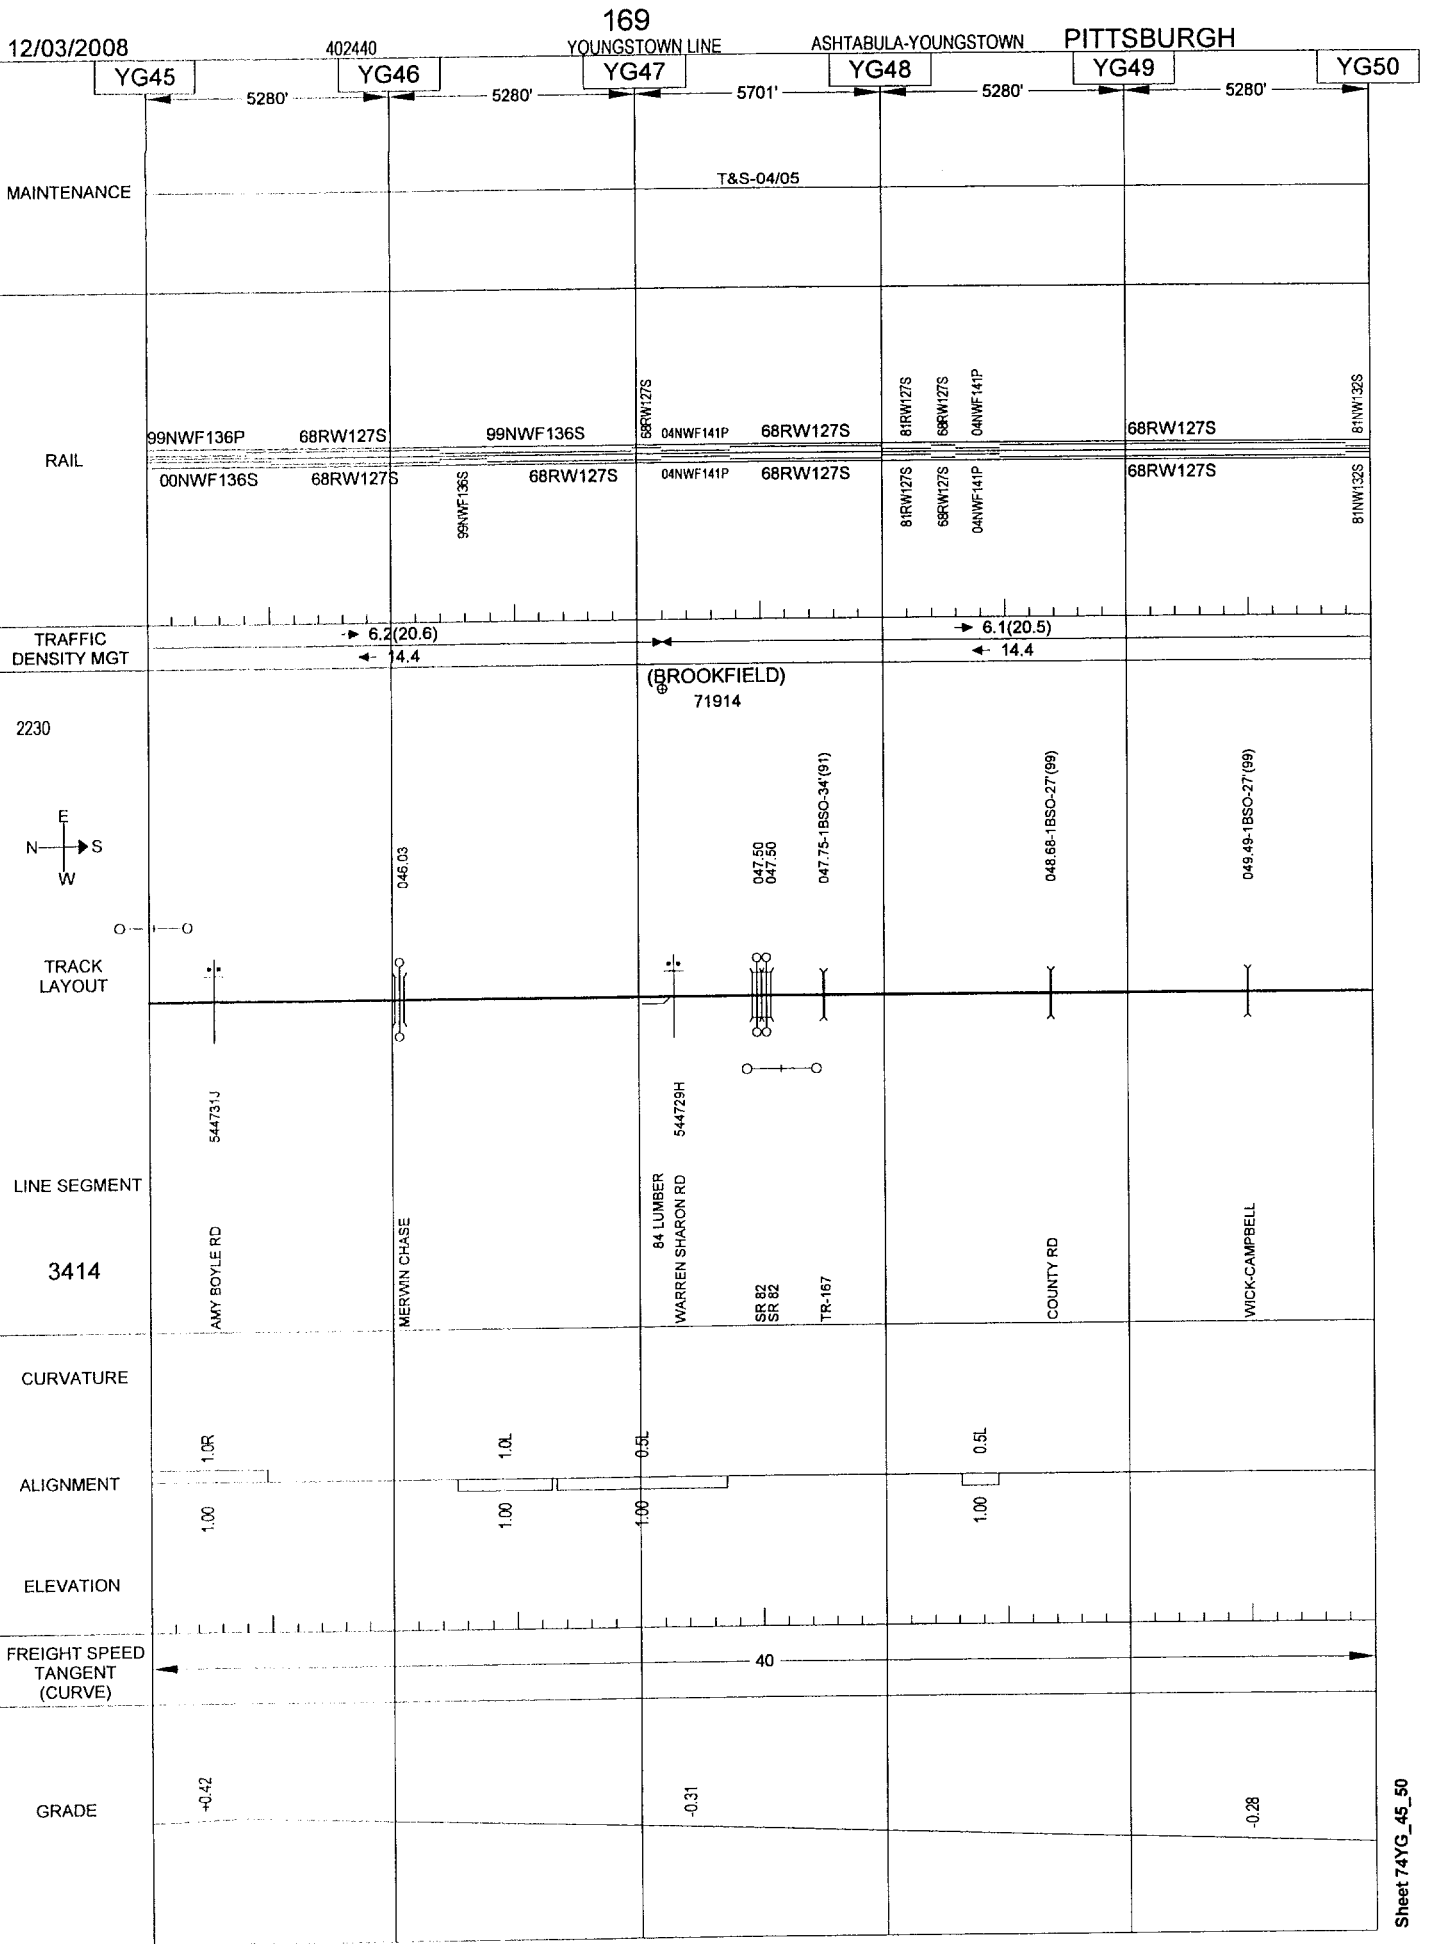 169
12/03/2008
402440
YOUNGSTOWN LINE
ASHTABULA-YOUNGSTOWN
PITTSBURGH
YG45
YG46
YG47
YG48
YG49
YG50
5280'
5280'
5701'
5280'
5280'
MAINTENANCE
T&S-04/05
RAIL
99NWF136P
68RW127S
99NWF136S
68RW127S
04NWF141P
68RW127S
81RW127S
68RW127S
04NWF141P
68RW127S
81NW132S
00NWF136S
68RW127S
99NWF136S
68RW127S
04NWF141P
68RW127S
81RW127S
68RW127S
04NWF141P
68RW127S
81NW132S
TRAFFIC
DENSITY MGT
6.2(20.6)
14.4
6.1(20.5)
14.4
(BROOKFIELD)
71914
2230
E
N
S
W
046.03
047.50
047.50
047.75-1BSO-34'(91)
048.68-1BSO-27'(99)
049.49-1BSO-27'(99)
TRACK
LAYOUT
544731J
544729H
LINE SEGMENT
3414
AMY BOYLE RD
MERWIN CHASE
84 LUMBER
WARREN SHARON RD
SR 82
SR 82
TR-167
COUNTY RD
WICK-CAMPBELL
CURVATURE
1.0R
1.0L
0.5L
0.5L
ALIGNMENT
1.00
1.00
1.00
1.00
ELEVATION
FREIGHT SPEED
TANGENT
(CURVE)
40
GRADE
+0.42
-0.31
-0.28
Sheet 74YG_45_50